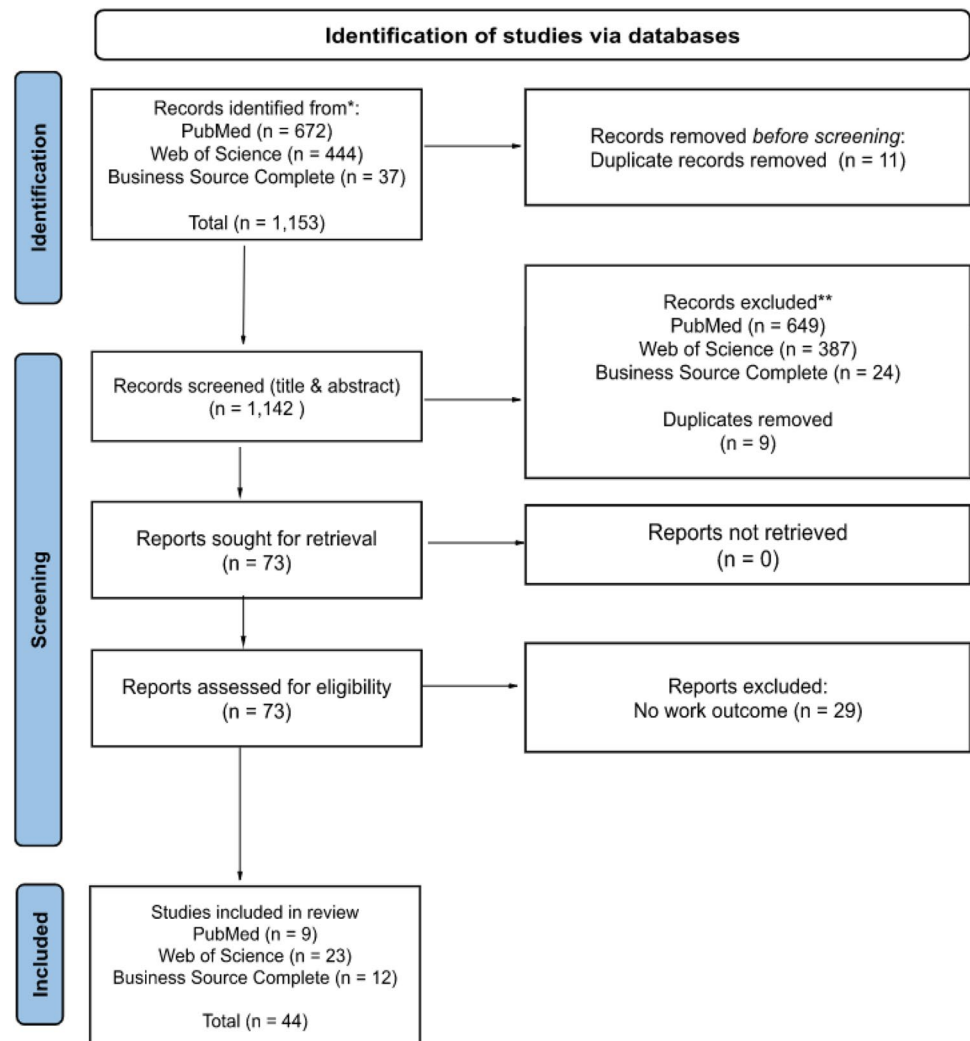 Identification of studies via databases
Identification
Records identified from*:
PubMed (n = 672)
Web of Science (n = 444)
Business Source Complete (n = 37)
Total (n = 1,153)
Records removed before screening:
Duplicate records removed (n = 11)
Screening
Records screened (title & abstract)
(n = 1,142 )
Records excluded**
PubMed (n = 649)
Web of Science (n = 387)
Business Source Complete (n = 24)
Duplicates removed
(n = 9)
Reports sought for retrieval
(n = 73)
Reports not retrieved
(n = 0)
Reports assessed for eligibility
(n = 73)
Reports excluded:
No work outcome (n = 29)
Included
Studies included in review
PubMed (n = 9)
Web of Science (n = 23)
Business Source Complete (n = 12)
Total (n = 44)